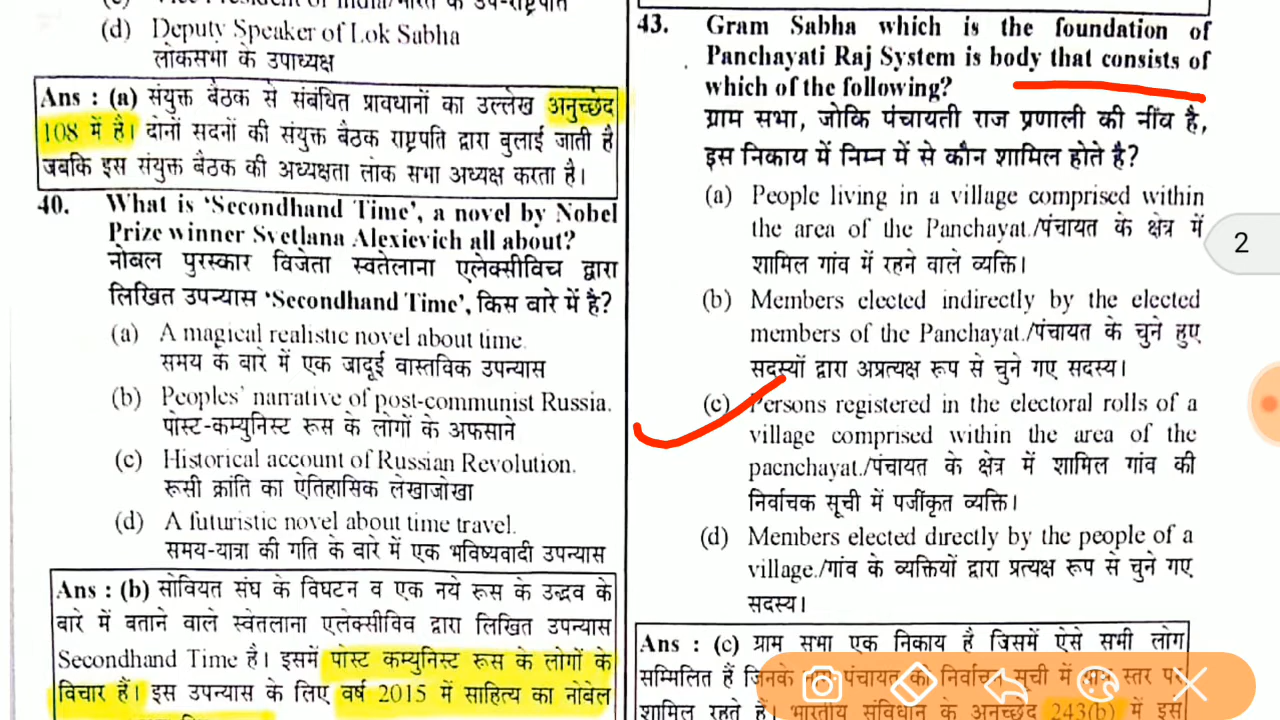 (d) Deputy Speaker of Lok Sabha
लोकसभा के उपाध्यक्ष
Ans : (a) संयुक्त बैठक से संबंधित प्रावधानों का उल्लेख अनुच्छेद
108 में है। दोनों सदनों की संयुक्त बैठक राष्ट्रपति द्वारा बुलाई जाती है
जबकि इस संयुक्त बैठक की अध्यक्षता लोक सभा अध्यक्ष करता है।
40. What is ‘Secondhand Time’, a novel by Nobel
Prize winner Svetlana Alexievich all about?
नोबल पुरस्कार विजेता स्वतेलाना एलेक्सीविच द्वारा
लिखित उपन्यास ‘Secondhand Time’, किस बारे में है?
(a) A magical realistic novel about time.
समय के बारे में एक जादूई वास्तविक उपन्यास
(b) Peoples’ narrative of post-communist Russia.
पोस्ट-कम्युनिस्ट रूस के लोगों के अफसाने
(c) Historical account of Russian Revolution.
रूसी क्रांति का ऐतिहासिक लेखाजोखा
(d) A futuristic novel about time travel.
समय-यात्रा की गति के बारे में एक भविष्यवादी उपन्यास
Ans : (b) सोवियत संघ के विघटन व एक नये रूस के उद्भव के
बारे में बताने वाले स्वेतलाना एलेक्सीविव द्वारा लिखित उपन्यास
Secondhand Time है। इसमें पोस्ट कम्युनिस्ट रूस के लोगों के
विचार हैं। इस उपन्यास के लिए वर्ष 2015 में साहित्य का नोवेल
43. Gram Sabha which is the foundation of
Panchayati Raj System is body that consists of
which of the following?
ग्राम सभा, जोकि पंचायती राज प्रणाली की नींव है,
इस निकाय में निम्न में से कौन शामिल होते है?
(a) People living in a village comprised within
the area of the Panchayat./पंचायत के क्षेत्र में
शामिल गांव में रहने वाले व्यक्ति।
(b) Members elected indirectly by the elected
members of the Panchayat./पंचायत के चुने हुए
सदस्यों द्वारा अप्रत्यक्ष रूप से चुने गए सदस्य।
(c) Persons registered in the electoral rolls of a
village comprised within the area of the
pacnchayat./पंचायत के क्षेत्र में शामिल गांव की
निर्वाचक सूची में पजींकृत व्यक्ति।
(d) Members elected directly by the people of a
village./गांव के व्यक्तियों द्वारा प्रत्यक्ष रूप से चुने गए
सदस्य।
Ans : (c) ग्राम सभा एक निकाय है जिसमें ऐसे सभी लोग
सम्मिलित हैं जिनके नाम पंचायत की निर्वाचन सूची में ग्राम स्तर पर
शामिल रहते हैं। भारतीय संविधान के अनुच्छेद 243(b) में इसे
2